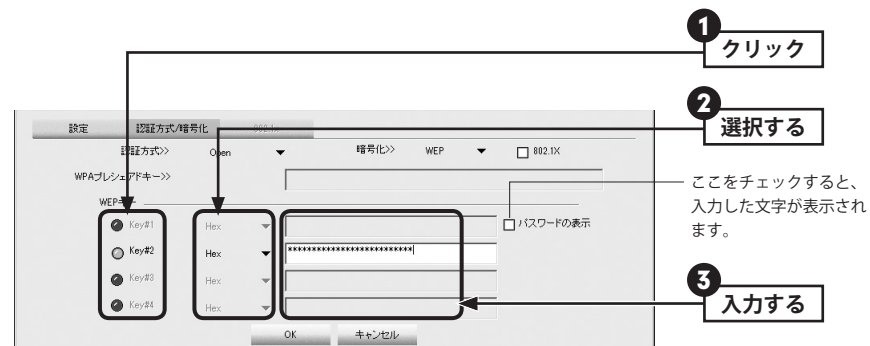 1
クリック
2
選択する
設定 認証方式/暗号化 802.1x
認証方式>> Open 暗号化>> WEP 802.1X
WPAプレシェアドキー>>
ここをチェックすると、
入力した文字が表示され
ます。
WEPキー
Key#1 Hex パスワードの表示
Key#2 Hex **************************
Key#3 Hex
Key#4 Hex
3
入力する
OK キャンセル